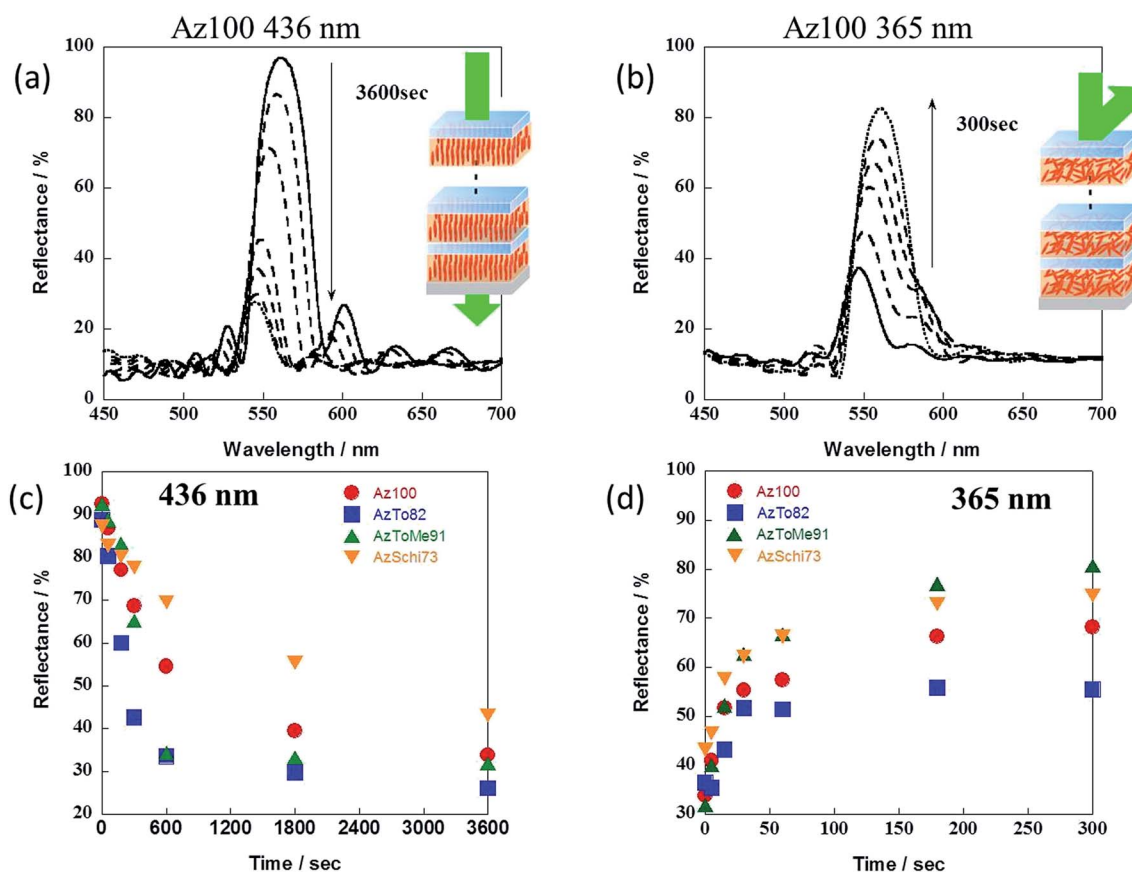 Az100 436 nm
(a)
3600sec
100
80
60
40
20
0
Reflectance / %
450 500 550 600 650 700
Wavelength / nm
Az100 365 nm
(b)
300sec
100
80
60
40
20
0
Reflectance / %
450 500 550 600 650 700
Wavelength / nm
(c)
436 nm
Az100
AzTo82
AzToMe91
AzSchi73
100
90
80
70
60
50
40
30
20
Reflectance / %
0 600 1200 1800 2400 3000 3600
Time / sec
(d)
365 nm
Az100
AzTo82
AzToMe91
AzSchi73
100
90
80
70
60
50
40
30
Reflectance / %
0 50 100 150 200 250 300
Time / sec